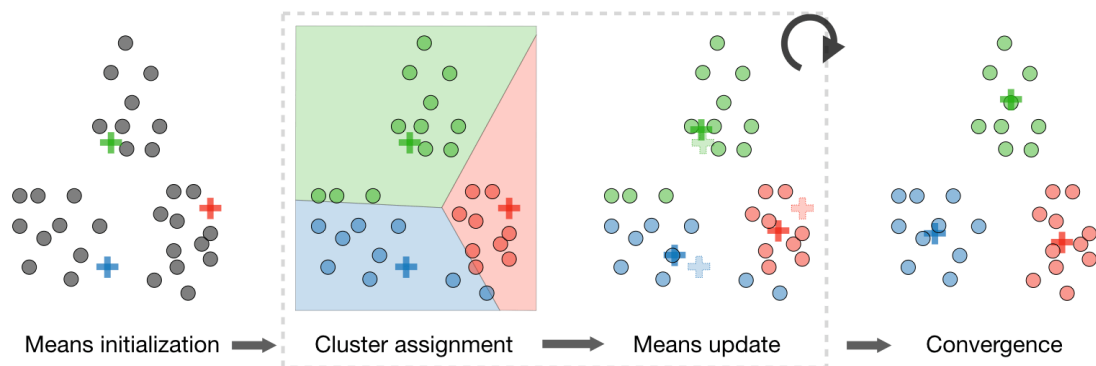 Means initialization
Cluster assignment
Means update
Convergence